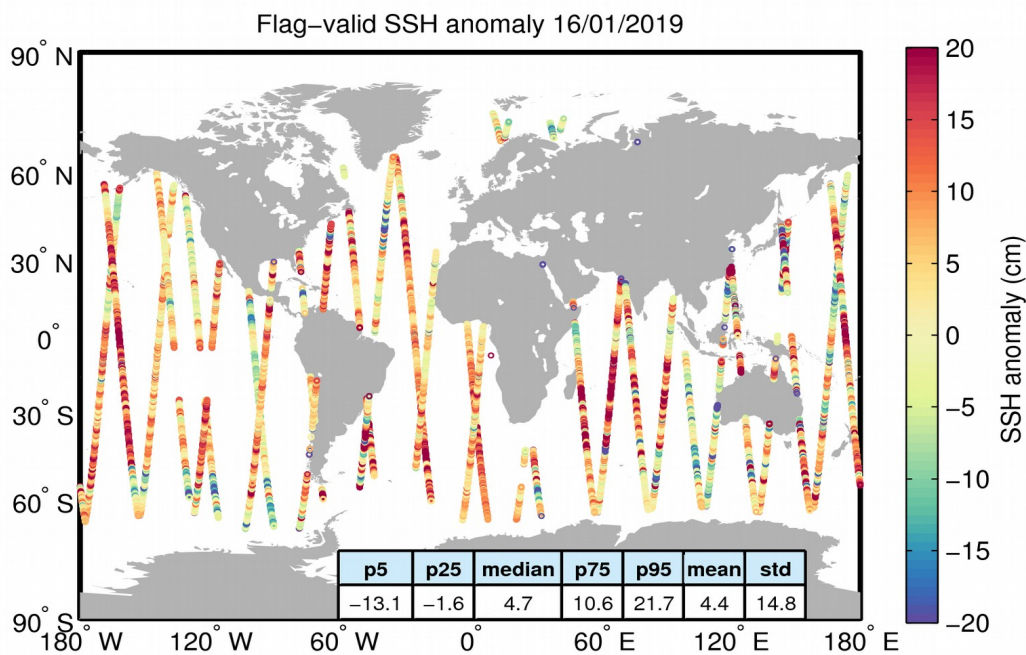 Flag−valid SSH anomaly 16/01/2019
90° N
60° N
30° N
0°
30° S
60° S
90° S
180° W 120° W 60° W 0° 60° E 120° E 180° E
p5 p25 median p75 p95 mean std
−13.1 −1.6 4.7 10.6 21.7 4.4 14.8
20
15
10
5
0
−5
−10
−15
−20
SSH anomaly (cm)